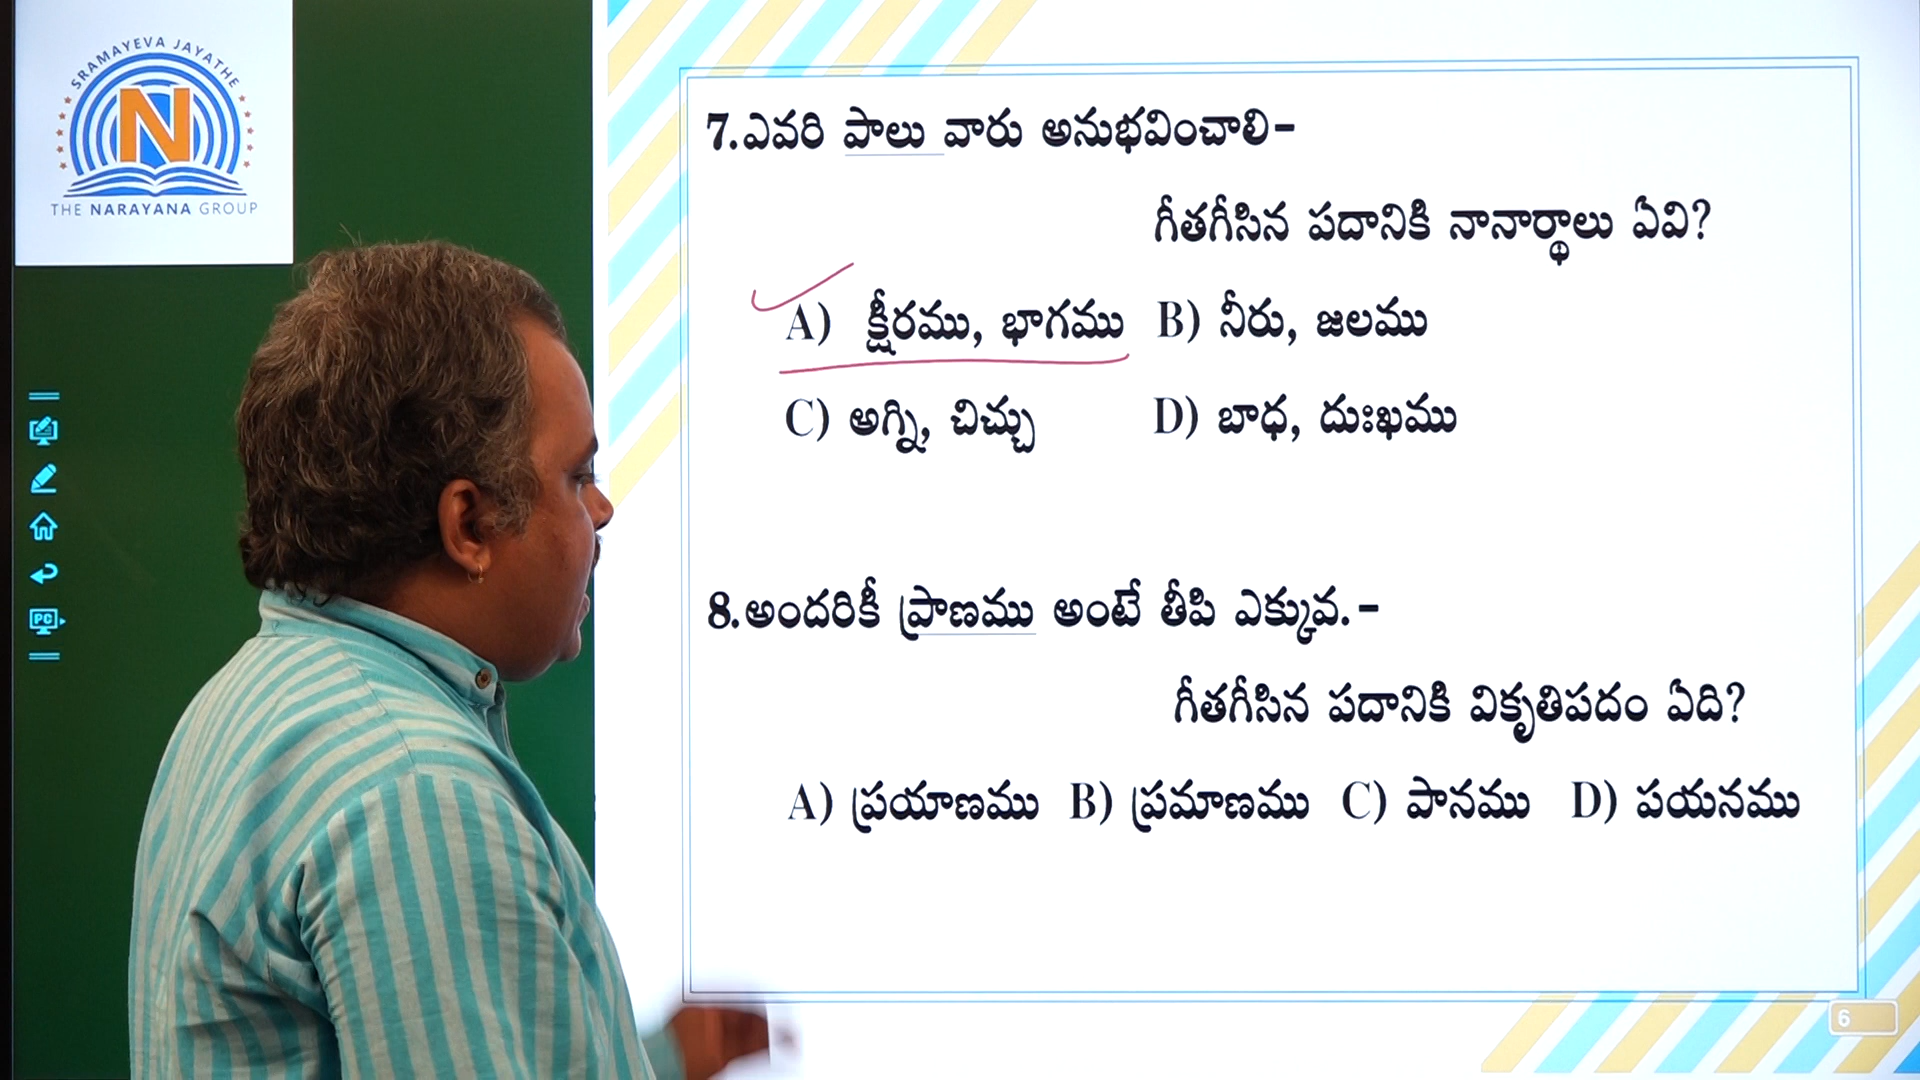 SRAMAYEVA JAYATHE
N
THE NARAYANA GROUP
PC
7.ఎవరి పాలు వారు అనుభవించాలి-
గీతగీసిన పదానికి నానార్థాలు ఏవి?
A) క్షీరము, భాగము B) నీరు, జలము
C) అగ్ని, చిచ్చు D) బాధ, దుఃఖము
8.అందరికీ ప్రాణము అంటే తీపి ఎక్కువ.-
గీతగీసిన పదానికి వికృతిపదం ఏది?
A) ప్రయాణము B) ప్రమాణము C) పానము D) పయనము
6